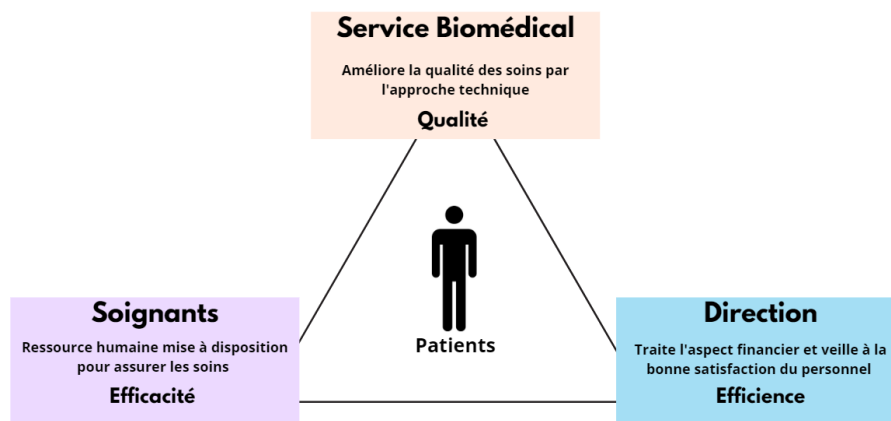 Service Biomédical
Améliore la qualité des soins par
l'approche technique
Qualité
Patients
Soignants
Ressource humaine mise à disposition
pour assurer les soins
Efficacité
Direction
Traite l'aspect financier et veille à la
bonne satisfaction du personnel
Efficience